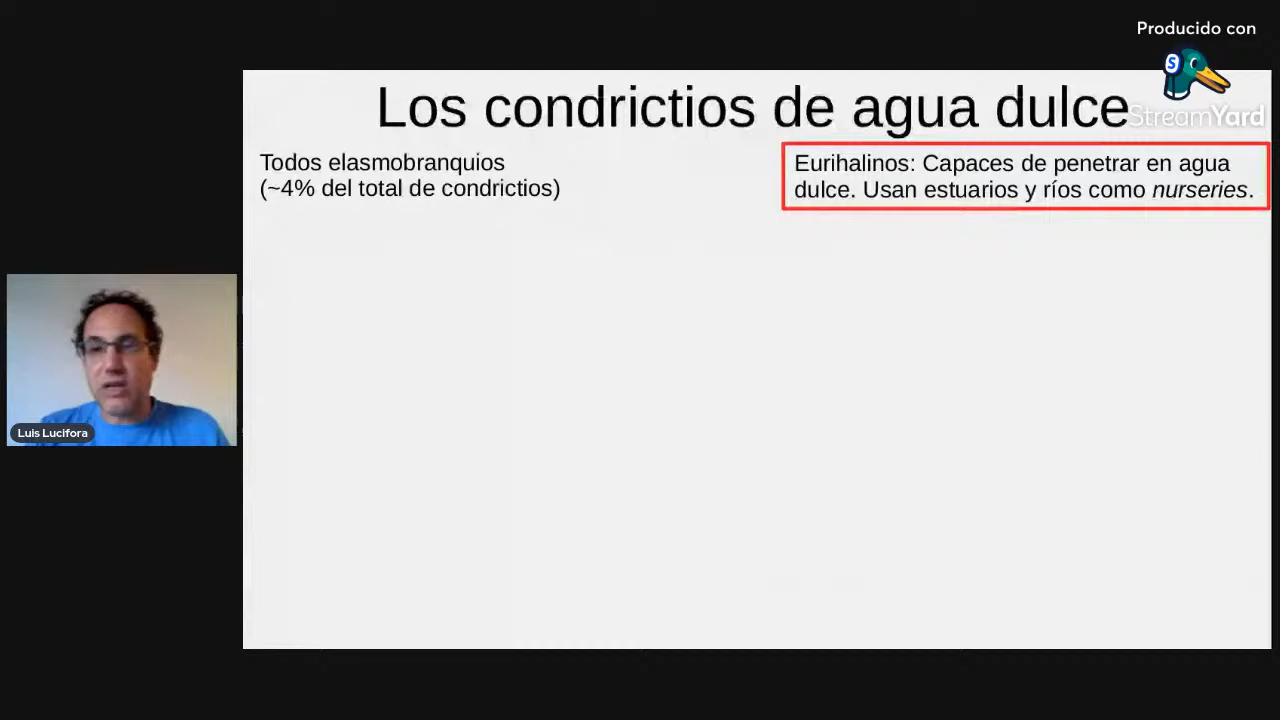 Producido con
S
StreamYard
Los condrictios de agua dulce
Todos elasmobranquios
(~4% del total de condrictios)
Eurihalinos: Capaces de penetrar en agua
dulce. Usan estuarios y ríos como nurseries.
Luis Lucifora